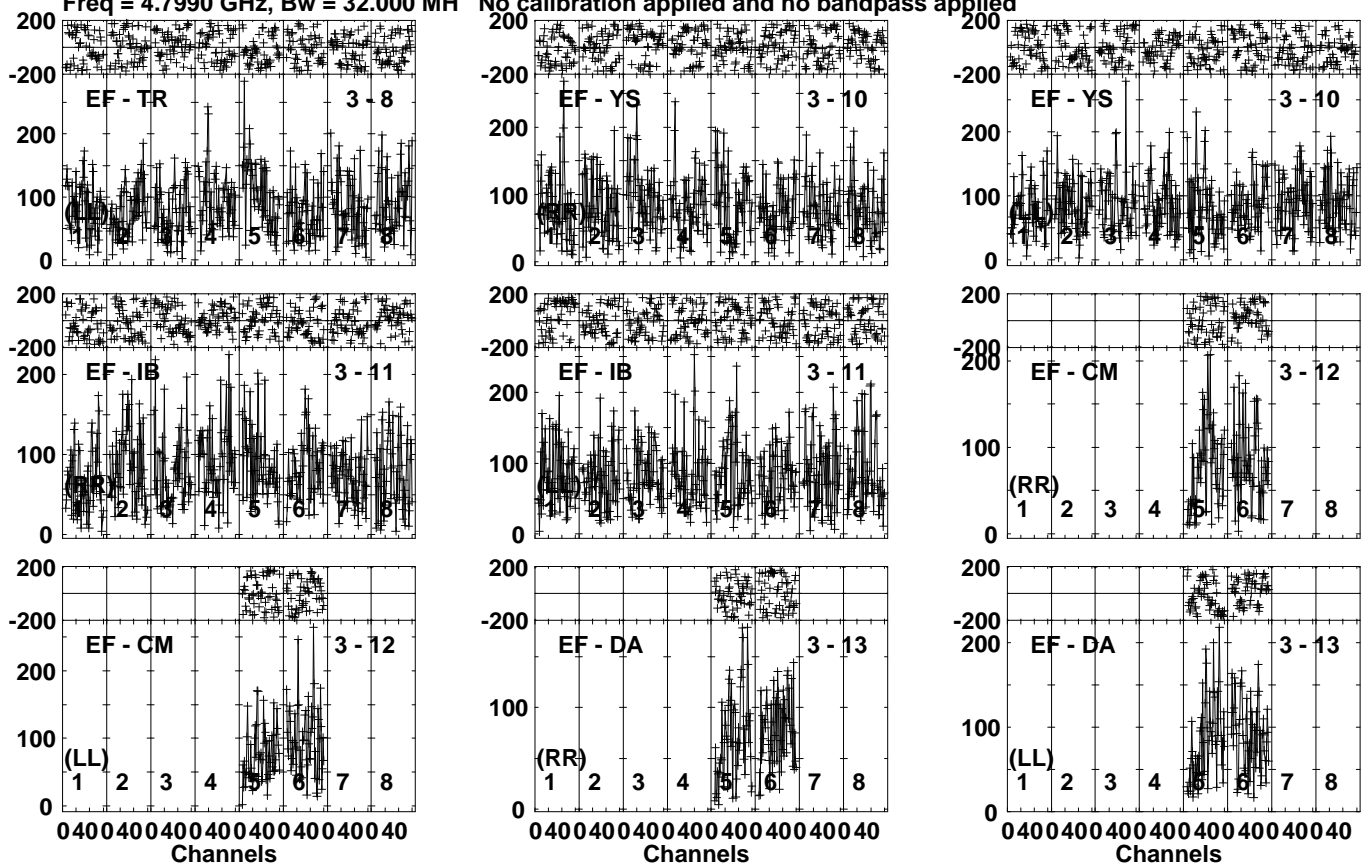 Freq = 4.7990 GHz, Bw = 32.000 MH   No calibration applied and no bandpass applied
200
-200
EF - TR 3 - 8
200
100
0
(LL)
1 2 3 4 5 6 7 8
200
-200
EF - YS 3 - 10
200
100
0
(RR)
1 2 3 4 5 6 7 8
200
-200
EF - YS 3 - 10
200
100
0
(LL)
1 2 3 4 5 6 7 8
200
-200
EF - IB 3 - 11
200
100
0
(RR)
1 2 3 4 5 6 7 8
200
-200
EF - IB 3 - 11
200
100
0
(LL)
1 2 3 4 5 6 7 8
200
-200
EF - CM 3 - 12
200
100
0
(RR)
1 2 3 4 5 6 7 8
200
-200
EF - CM 3 - 12
200
100
0
(LL)
1 2 3 4 5 6 7 8
0 40 0 40 0 40 0 40 0 40 0 40 0 40 0 40
Channels
200
-200
EF - DA 3 - 13
100
0
(RR)
1 2 3 4 5 6 7 8
0 40 0 40 0 40 0 40 0 40 0 40 0 40 0 40
Channels
200
-200
EF - DA 3 - 13
200
100
0
(LL)
1 2 3 4 5 6 7 8
0 40 0 40 0 40 0 40 0 40 0 40 0 40 0 40
Channels